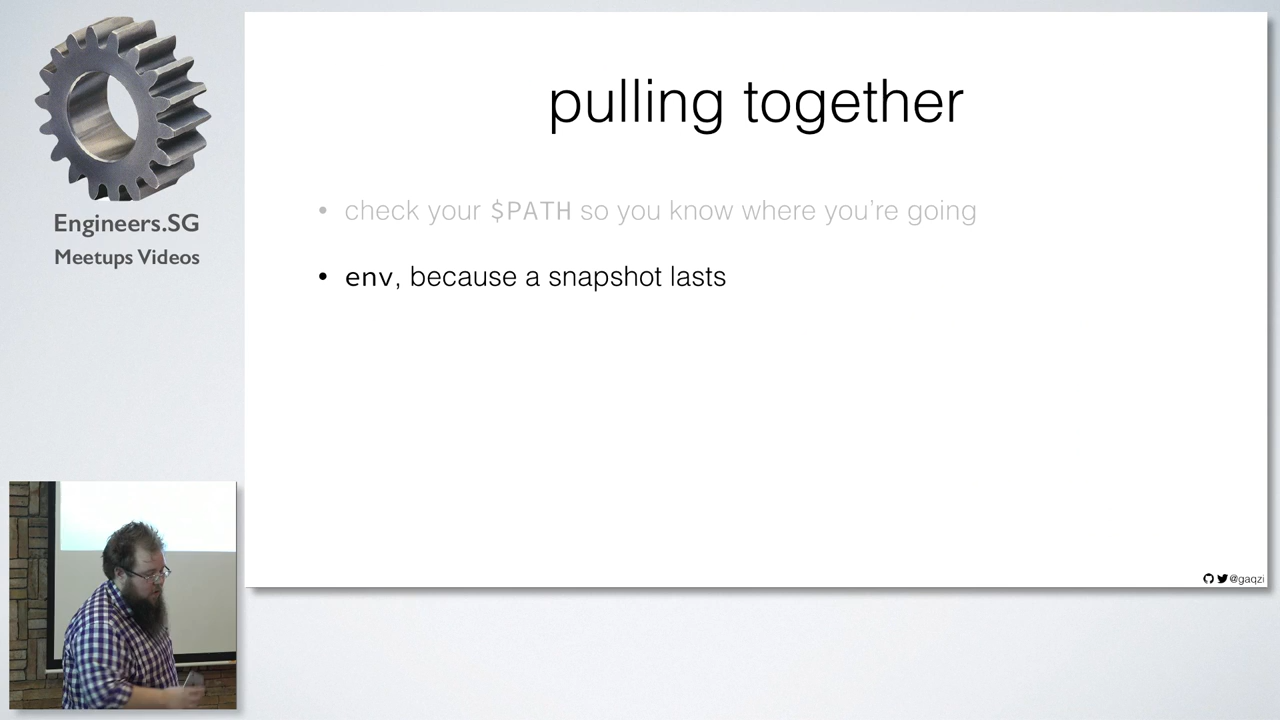 Engineers.SG
Meetups Videos
pulling together
• check your $PATH so you know where you’re going
• env, because a snapshot lasts
@gaqzi